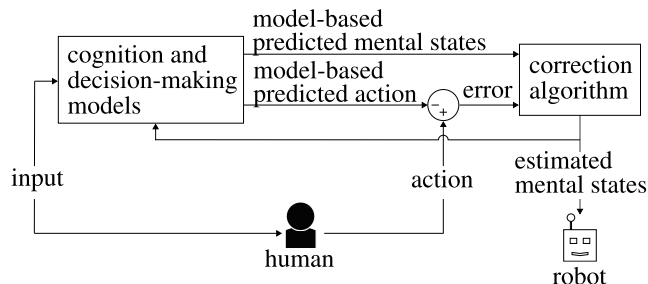 model-based
predicted mental states
cognition and
decision-making
models
model-based
predicted action
-
+
error
correction
algorithm
input
action
estimated
mental states
human
robot